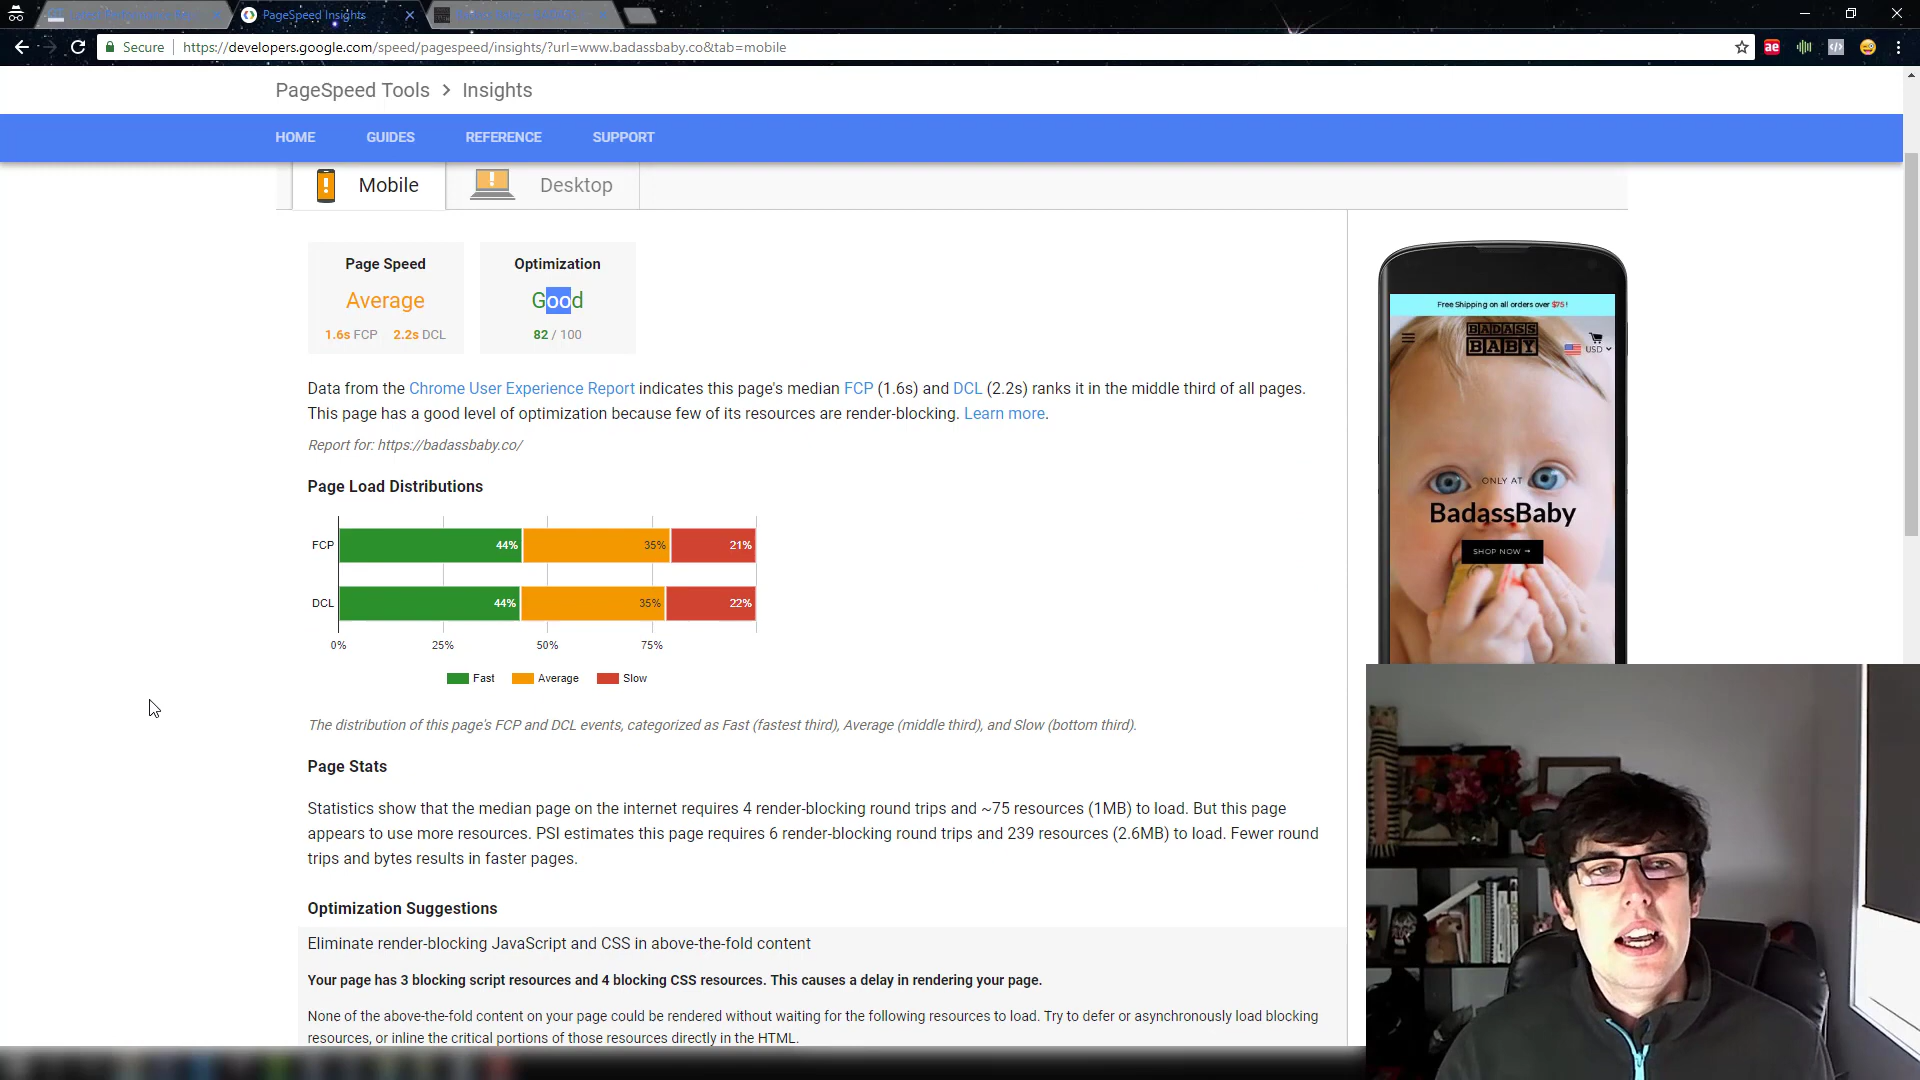 PageSpeed Insights
Secure
https://developers.google.com/speed/pagespeed/insights/?url=www.badassbaby.co&tab=mobile
ae
PageSpeed Tools > Insights
HOME GUIDES REFERENCE SUPPORT
Mobile Desktop
Page Speed
Average
1.6s FCP 2.2s DCL
Optimization
Good
82 / 100
Data from the Chrome User Experience Report indicates this page's median FCP (1.6s) and DCL (2.2s) ranks it in the middle third of all pages.
This page has a good level of optimization because few of its resources are render-blocking. Learn more.
Report for: https://badassbaby.co/
Page Load Distributions
FCP 44% 35% 21%
DCL 44% 35% 22%
0% 25% 50% 75%
Fast Average Slow
The distribution of this page's FCP and DCL events, categorized as Fast (fastest third), Average (middle third), and Slow (bottom third).
Page Stats
Statistics show that the median page on the internet requires 4 render-blocking round trips and ~75 resources (1MB) to load. But this page
appears to use more resources. PSI estimates this page requires 6 render-blocking round trips and 239 resources (2.6MB) to load. Fewer round
trips and bytes results in faster pages.
Optimization Suggestions
Eliminate render-blocking JavaScript and CSS in above-the-fold content
Your page has 3 blocking script resources and 4 blocking CSS resources. This causes a delay in rendering your page.
None of the above-the-fold content on your page could be rendered without waiting for the following resources to load. Try to defer or asynchronously load blocking
resources, or inline the critical portions of those resources directly in the HTML.
Free Shipping on all orders over $75 !
BADASS
BABY
USD
ONLY AT
BadassBaby
SHOP NOW →